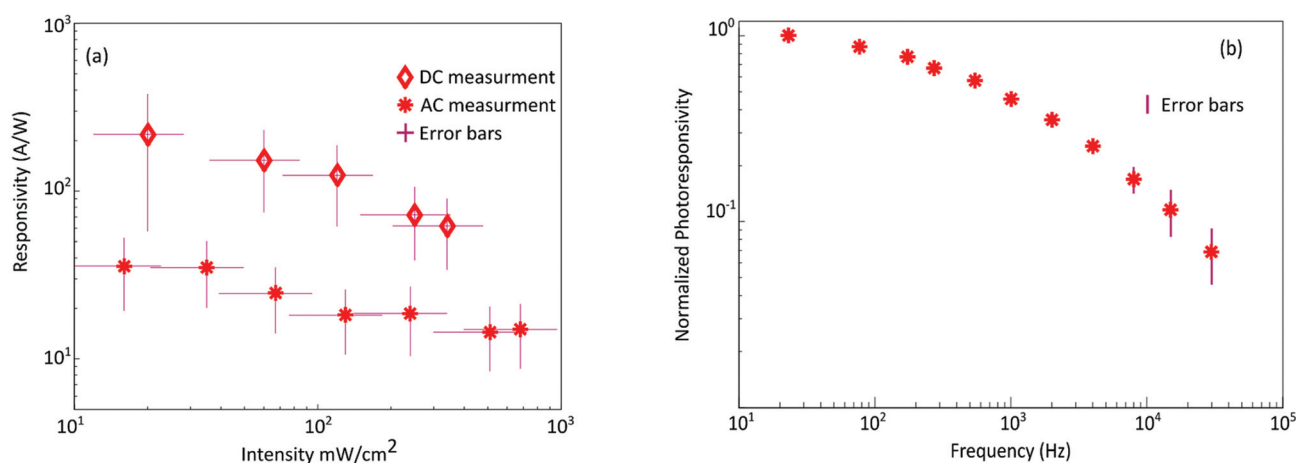 (a)
DC measurment
AC measurment
Error bars
Responsivity (A/W)
10³
10²
10¹
10¹ 10² 10³
Intensity mW/cm²
(b)
Error bars
Normalized Photoresponsivity
10⁰
10⁻¹
10¹ 10² 10³ 10⁴ 10⁵
Frequency (Hz)